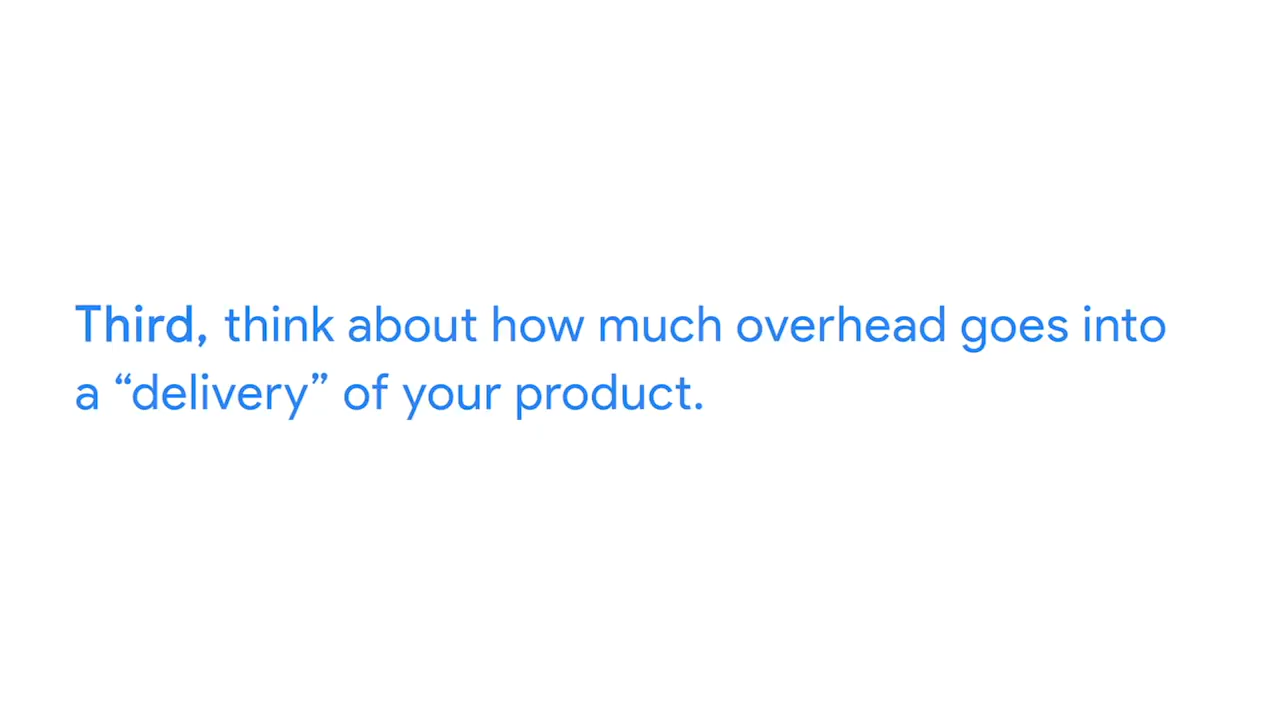 Third, think about how much overhead goes into
a “delivery” of your product.